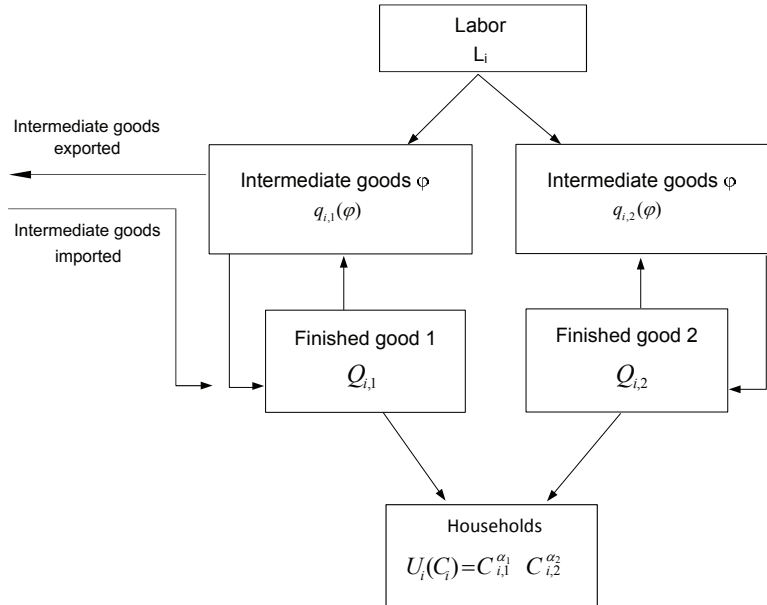 Labor
Lᵢ
Intermediate goods
exported
Intermediate goods φ
q_{i,1}(φ)
Intermediate goods φ
q_{i,2}(φ)
Intermediate goods
imported
Finished good 1
Q_{i,1}
Finished good 2
Q_{i,2}
Households
U_i(C_i)=C_{i,1}^{α_1} C_{i,2}^{α_2}